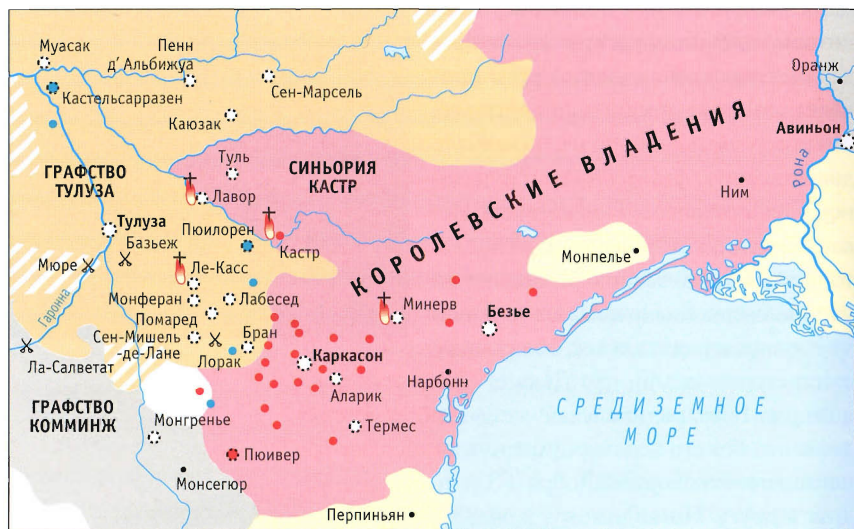 Муасак
Пенн
д’ Альбижуа
Сен-Марсель
Кастельсарразен
Каюзак
Оранж
Авиньон
Рона
Ним
ГРАФСТВО
ТУЛУЗА
Туль
СИНЬОРИЯ
КАСТР
КОРОЛЕВСКИЕ ВЛАДЕНИЯ
Лавор
Тулуза
Пюилорен
Кастр
Базьеж
Мюре
Гаронна
Ле-Касс
Монферан
Лабесед
Помаред
Сен-Мишель
-де-Лане
Лорак
Бран
Ла-Салветат
Монпелье
Минерв
Безье
Каркасон
Аларик
Нарбонн
ГРАФСТВО
КОММИНЖ
Монгренье
Термес
Пюивер
Монсегюр
Перпиньян
СРЕДИЗЕМНОЕ
МОРЕ